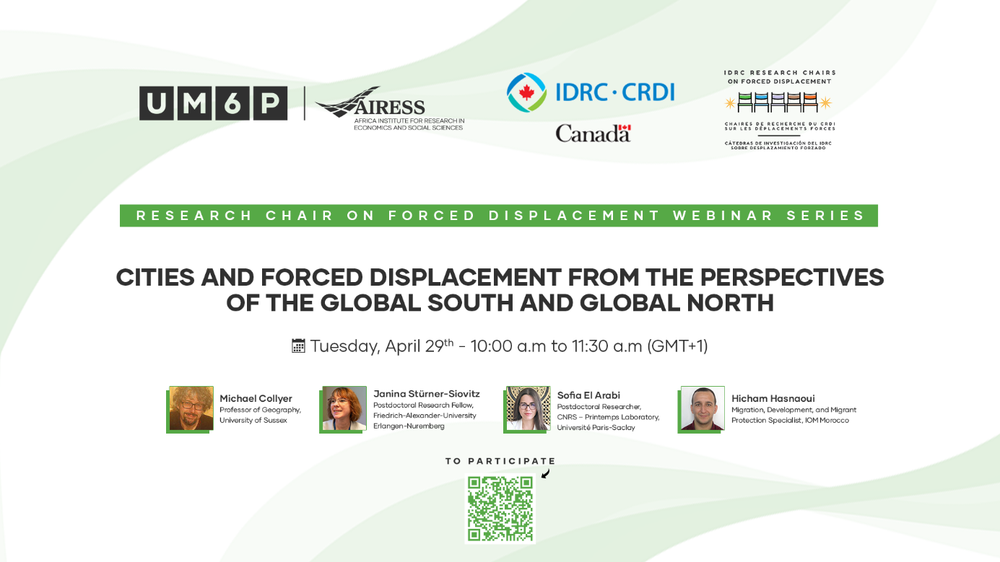 UM6P
AIRESS
AFRICA INSTITUTE FOR RESEARCH IN
ECONOMICS AND SOCIAL SCIENCES
IDRC · CRDI
Canada
IDRC RESEARCH CHAIRS
ON FORCED DISPLACEMENT
CHAIRES DE RECHERCHE DU CRDI
SUR LES DÉPLACEMENTS FORCÉS
CÁTEDRAS DE INVESTIGACIÓN DEL IDRC
SOBRE DESPLAZAMIENTO FORZADO
RESEARCH CHAIR ON FORCED DISPLACEMENT WEBINAR SERIES
CITIES AND FORCED DISPLACEMENT FROM THE PERSPECTIVES
OF THE GLOBAL SOUTH AND GLOBAL NORTH
Tuesday, April 29th - 10:00 a.m to 11:30 a.m (GMT+1)
Michael Collyer
Professor of Geography,
University of Sussex
Janina Stürner-Siovitz
Postdoctoral Research Fellow,
Friedrich-Alexander-University
Erlangen-Nuremberg
Sofia El Arabi
Postdoctoral Researcher,
CNRS – Printemps Laboratory,
Université Paris-Saclay
Hicham Hasnaoui
Migration, Development, and Migrant
Protection Specialist, IOM Morocco
TO PARTICIPATE